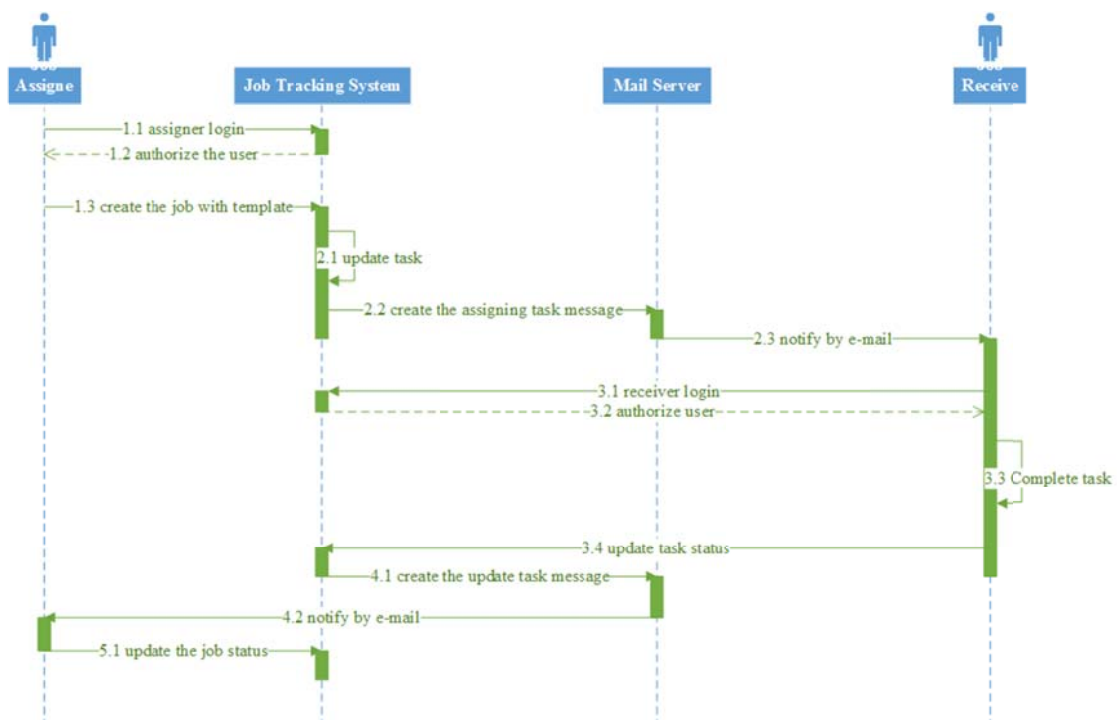 Assigne
Job Tracking System
Mail Server
Receive
1.1 assigner login
1.2 authorize the user
1.3 create the job with template
2.1 update task
2.2 create the assigning task message
2.3 notify by e-mail
3.1 receiver login
3.2 authorize user
3.3 Complete task
3.4 update task status
4.1 create the update task message
4.2 notify by e-mail
5.1 update the job status